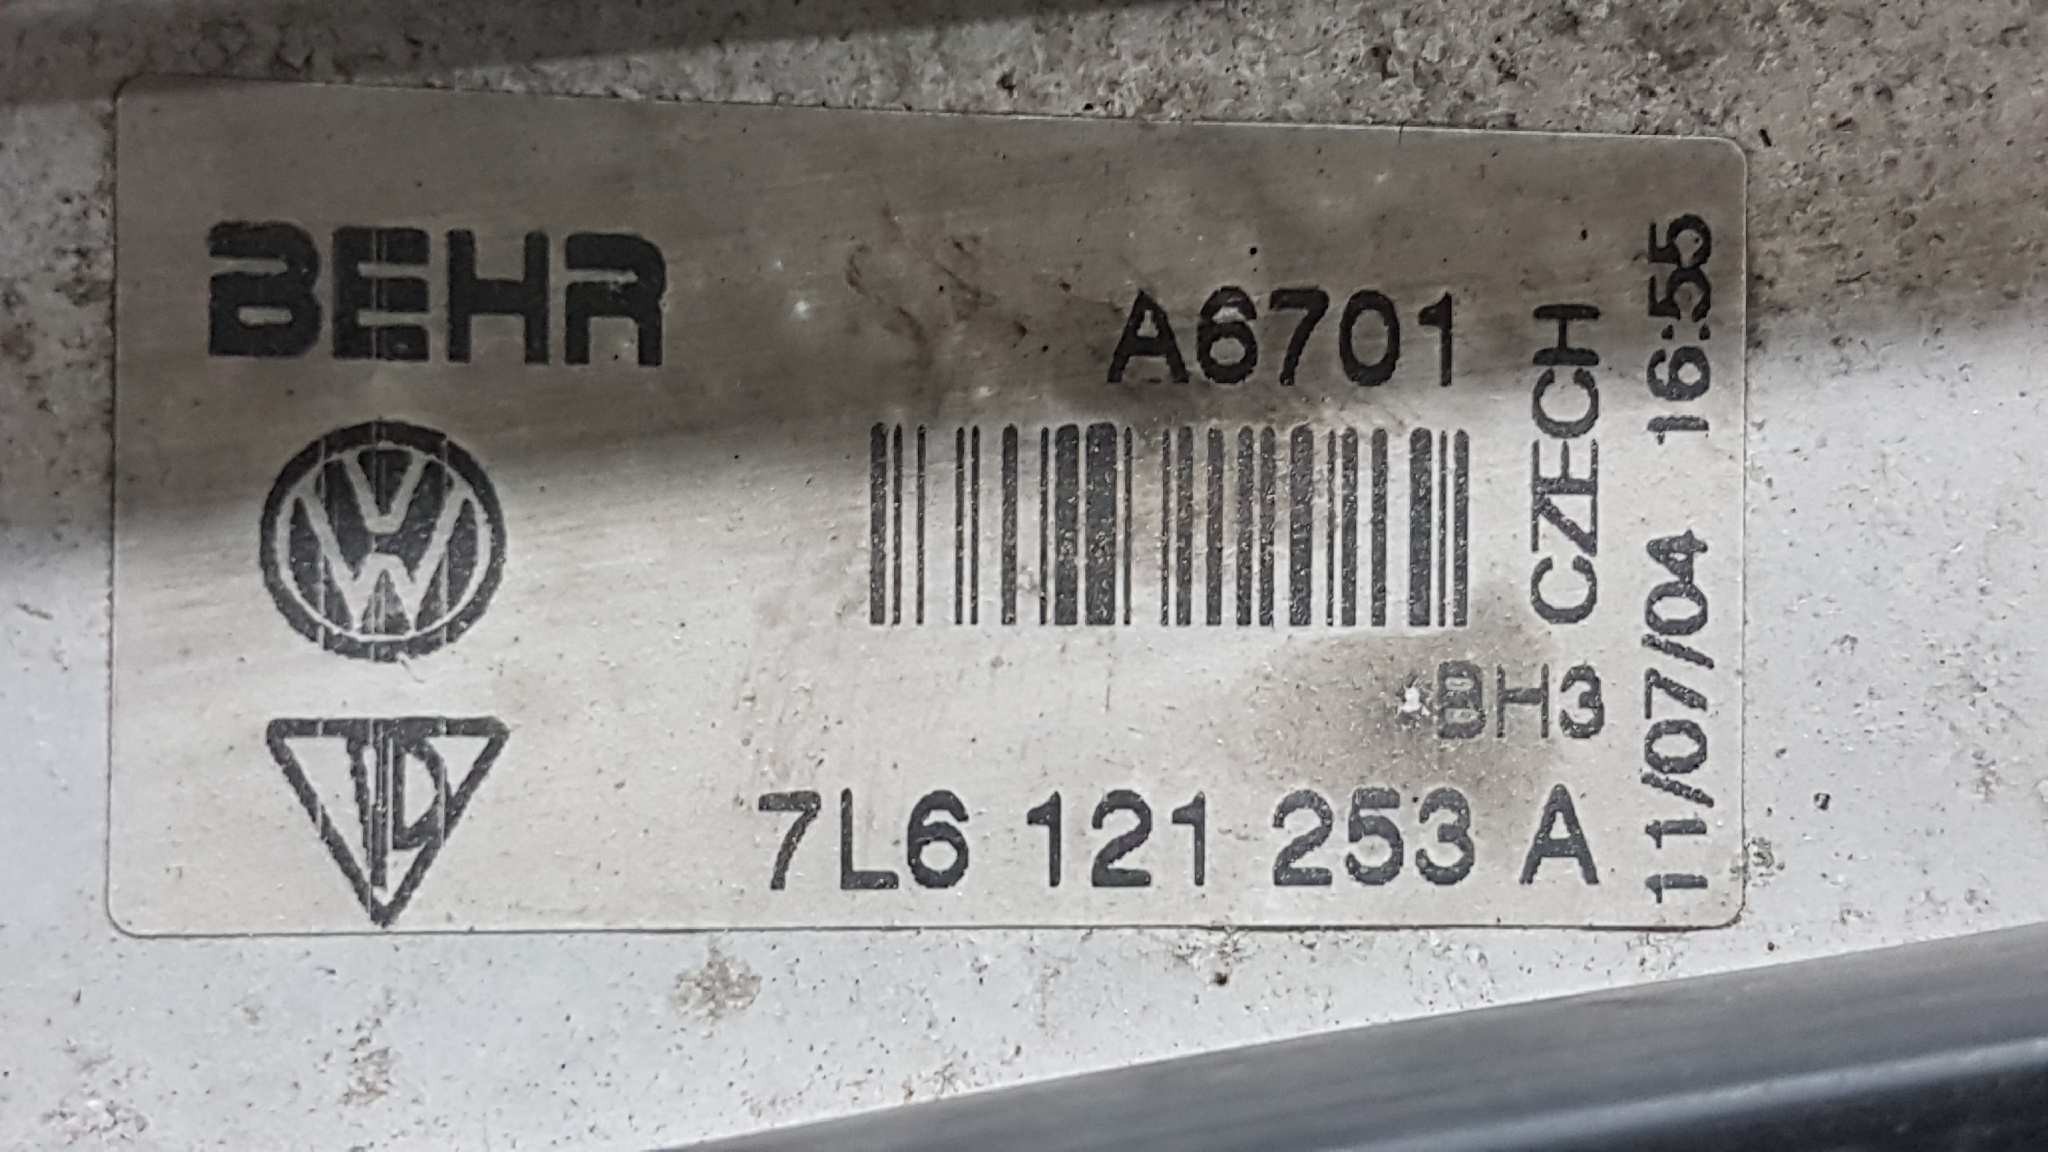 BEHR
A6701
CZECH
11/07/04 16:55
BH3
7L6 121 253 A